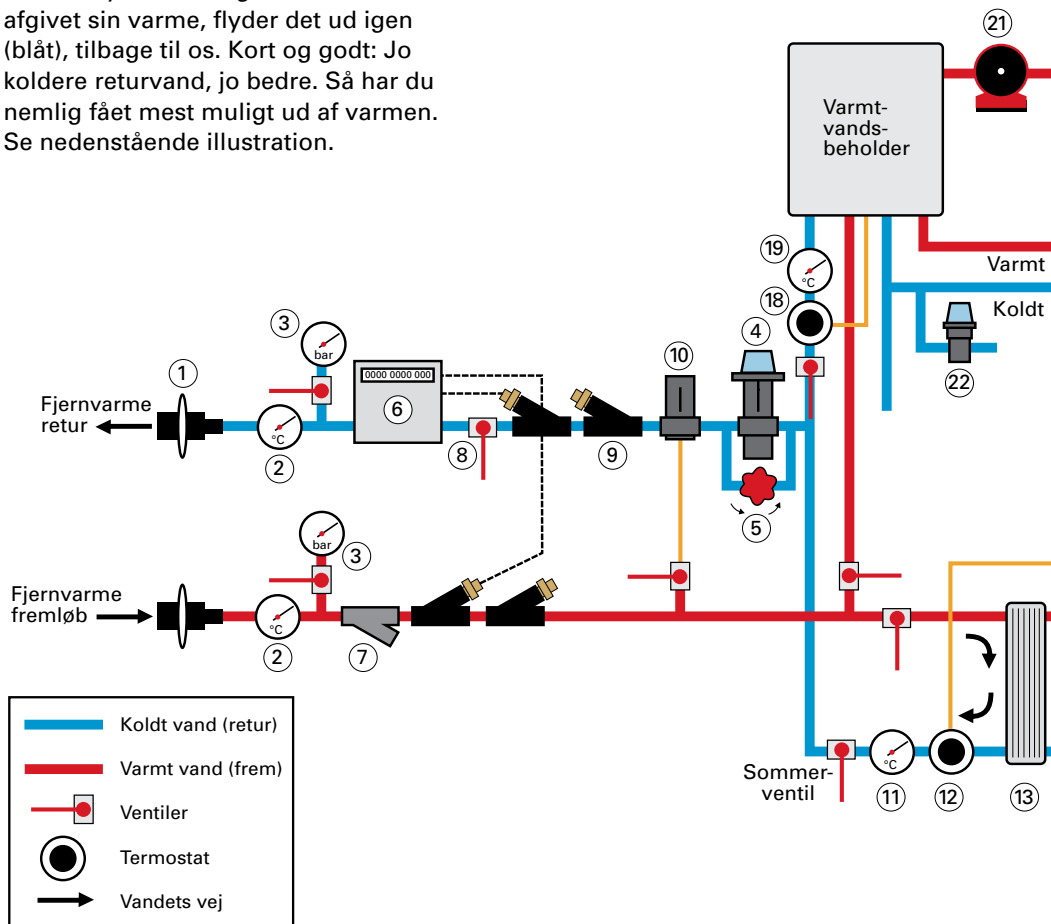 afgivet sin varme, flyder det ud igen
(blåt), tilbage til os. Kort og godt: Jo
koldere returvand, jo bedre. Så har du
nemlig fået mest muligt ud af varmen.
Se nedenstående illustration.
21
Varmt-
vands-
beholder
19
°C
Varmt
18
Koldt
3
4
bar
10
1
0000 0000 000
22
Fjernvarme
retur
6
°C
2
8
9
5
bar
3
Fjernvarme
fremløb
°C
2
7
Koldt vand (retur)
Varmt vand (frem)
Ventiler
Termostat
Vandets vej
Sommer-
ventil
°C
11
12
13